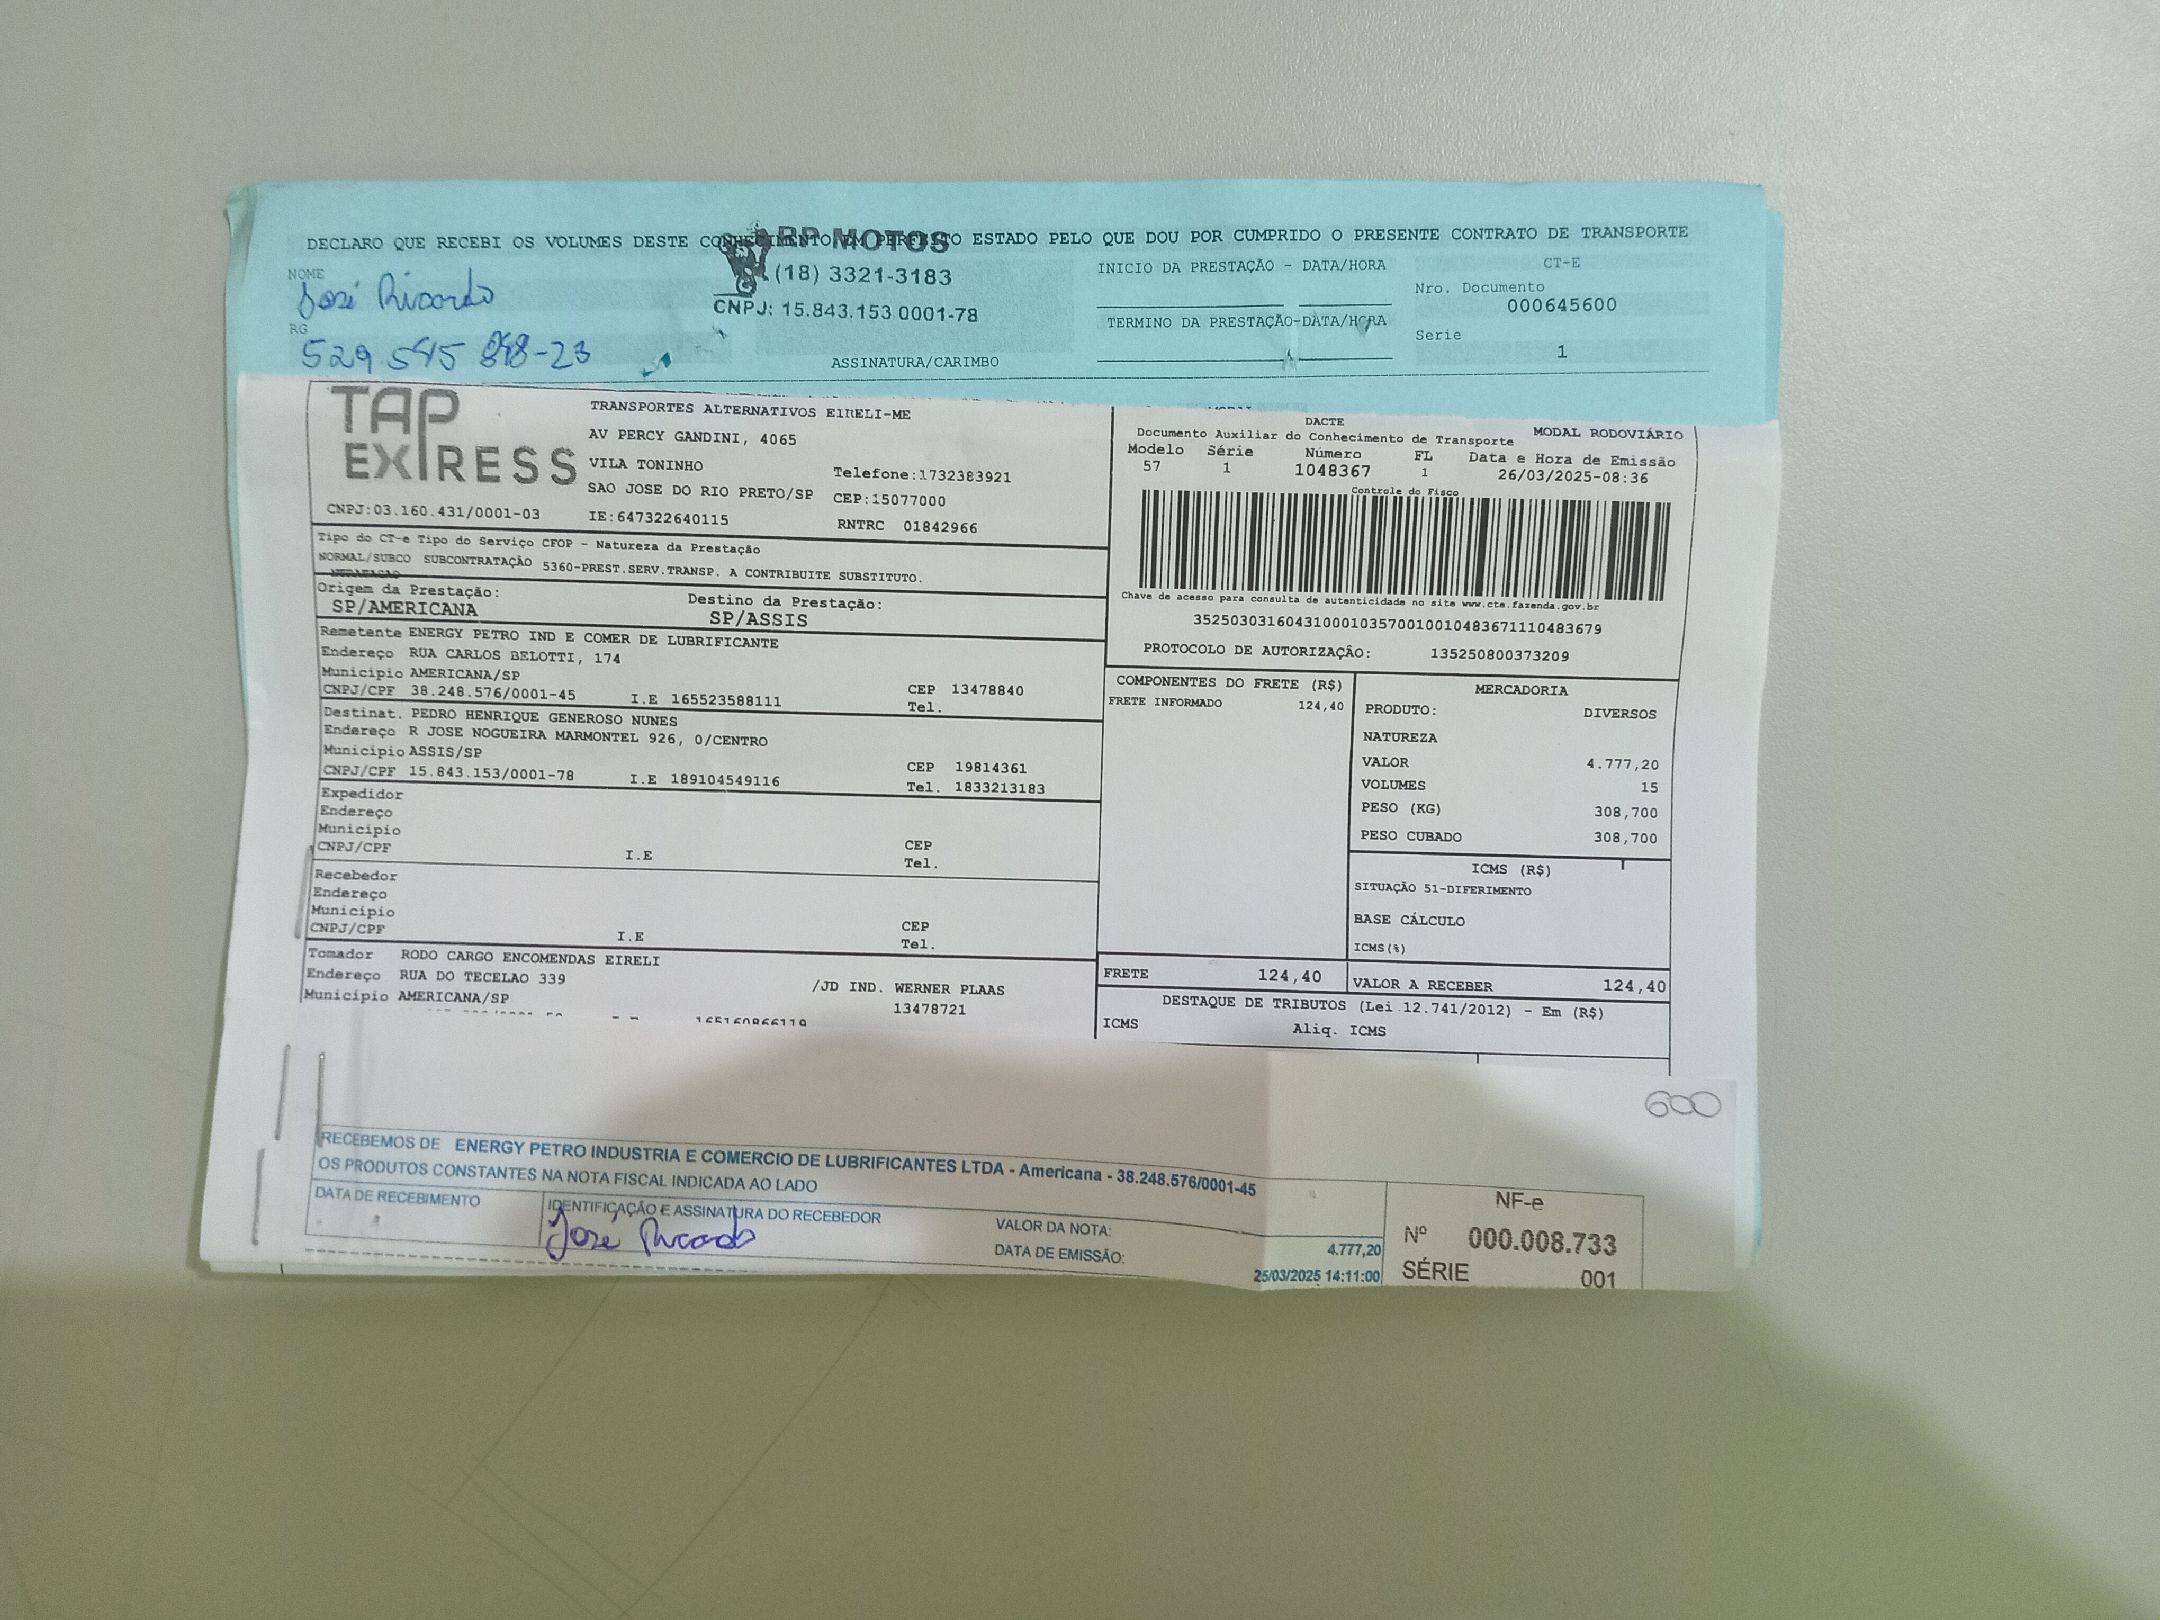 DECLARO QUE RECEBI OS VOLUMES DESTE CONHECIMENTO EM PERFEITO ESTADO PELO QUE DOU POR CUMPRIDO O PRESENTE CONTRATO DE TRANSPORTE
NOME
José Ricardo
RG
529 545 898-23
MOTOS
(18) 3321-3183
CNPJ: 15.843.153 0001-78
ASSINATURA/CARIMBO
INICIO DA PRESTAÇÃO - DATA/HORA
TERMINO DA PRESTAÇÃO-DATA/HORA
CT-E
Nro. Documento
000645600
Serie
1
TAP EXPRESS
CNPJ:03.160.431/0001-03
TRANSPORTES ALTERNATIVOS EIRELI-ME
AV PERCY GANDINI, 4065
VILA TONINHO
Telefone:1732383921
SAO JOSE DO RIO PRETO/SP CEP:15077000
IE:647322640115 RNTRC 01842966
DACTE
Documento Auxiliar do Conhecimento de Transporte MODAL RODOVIÁRIO
Modelo Série Número FL Data e Hora de Emissão
57 1 1048367 1 26/03/2025-08:36
Controle do Fisco
Chave de acesso para consulta de autenticidade no site www.cte.fazenda.gov.br
35250303160431000103570010010483671110483679
PROTOCOLO DE AUTORIZAÇÃO: 135250800373209
Tipo do CT-e Tipo do Serviço CFOP - Natureza da Prestação
NORMAL/SUBCO SUBCONTRATAÇÃO 5360-PREST.SERV.TRANSP. A CONTRIBUITE SUBSTITUTO.
Origem da Prestação: Destino da Prestação:
SP/AMERICANA SP/ASSIS
Remetente ENERGY PETRO IND E COMER DE LUBRIFICANTE
Endereço RUA CARLOS BELOTTI, 174
Municipio AMERICANA/SP
CNPJ/CPF 38.248.576/0001-45 I.E 165523588111 CEP 13478840
Tel.
Destinat. PEDRO HENRIQUE GENEROSO NUNES
Endereço R JOSE NOGUEIRA MARMONTEL 926, 0/CENTRO
Municipio ASSIS/SP
CNPJ/CPF 15.843.153/0001-78 I.E 189104549116 CEP 19814361
Tel. 1833213183
Expedidor
Endereço
Municipio
CNPJ/CPF I.E CEP
Tel.
Recebedor
Endereço
Municipio
CNPJ/CPF I.E CEP
Tel.
Tomador RODO CARGO ENCOMENDAS EIRELI
Endereço RUA DO TECELAO 339 /JD IND. WERNER PLAAS
Municipio AMERICANA/SP 13478721
165160866119
COMPONENTES DO FRETE (R$)
FRETE INFORMADO 124,40
FRETE 124,40
MERCADORIA
PRODUTO: DIVERSOS
NATUREZA
VALOR 4.777,20
VOLUMES 15
PESO (KG) 308,700
PESO CUBADO 308,700
ICMS (R$)
SITUAÇÃO 51-DIFERIMENTO
BASE CÁLCULO
ICMS(%)
VALOR A RECEBER 124,40
DESTAQUE DE TRIBUTOS (Lei 12.741/2012) - Em (R$)
ICMS Aliq. ICMS
600
RECEBEMOS DE ENERGY PETRO INDUSTRIA E COMERCIO DE LUBRIFICANTES LTDA - Americana - 38.248.576/0001-45
OS PRODUTOS CONSTANTES NA NOTA FISCAL INDICADA AO LADO
DATA DE RECEBIMENTO
IDENTIFICAÇÃO E ASSINATURA DO RECEBEDOR
José Ricardo
VALOR DA NOTA: 4.777,20
DATA DE EMISSÃO: 25/03/2025 14:11:00
NF-e
Nº 000.008.733
SÉRIE 001